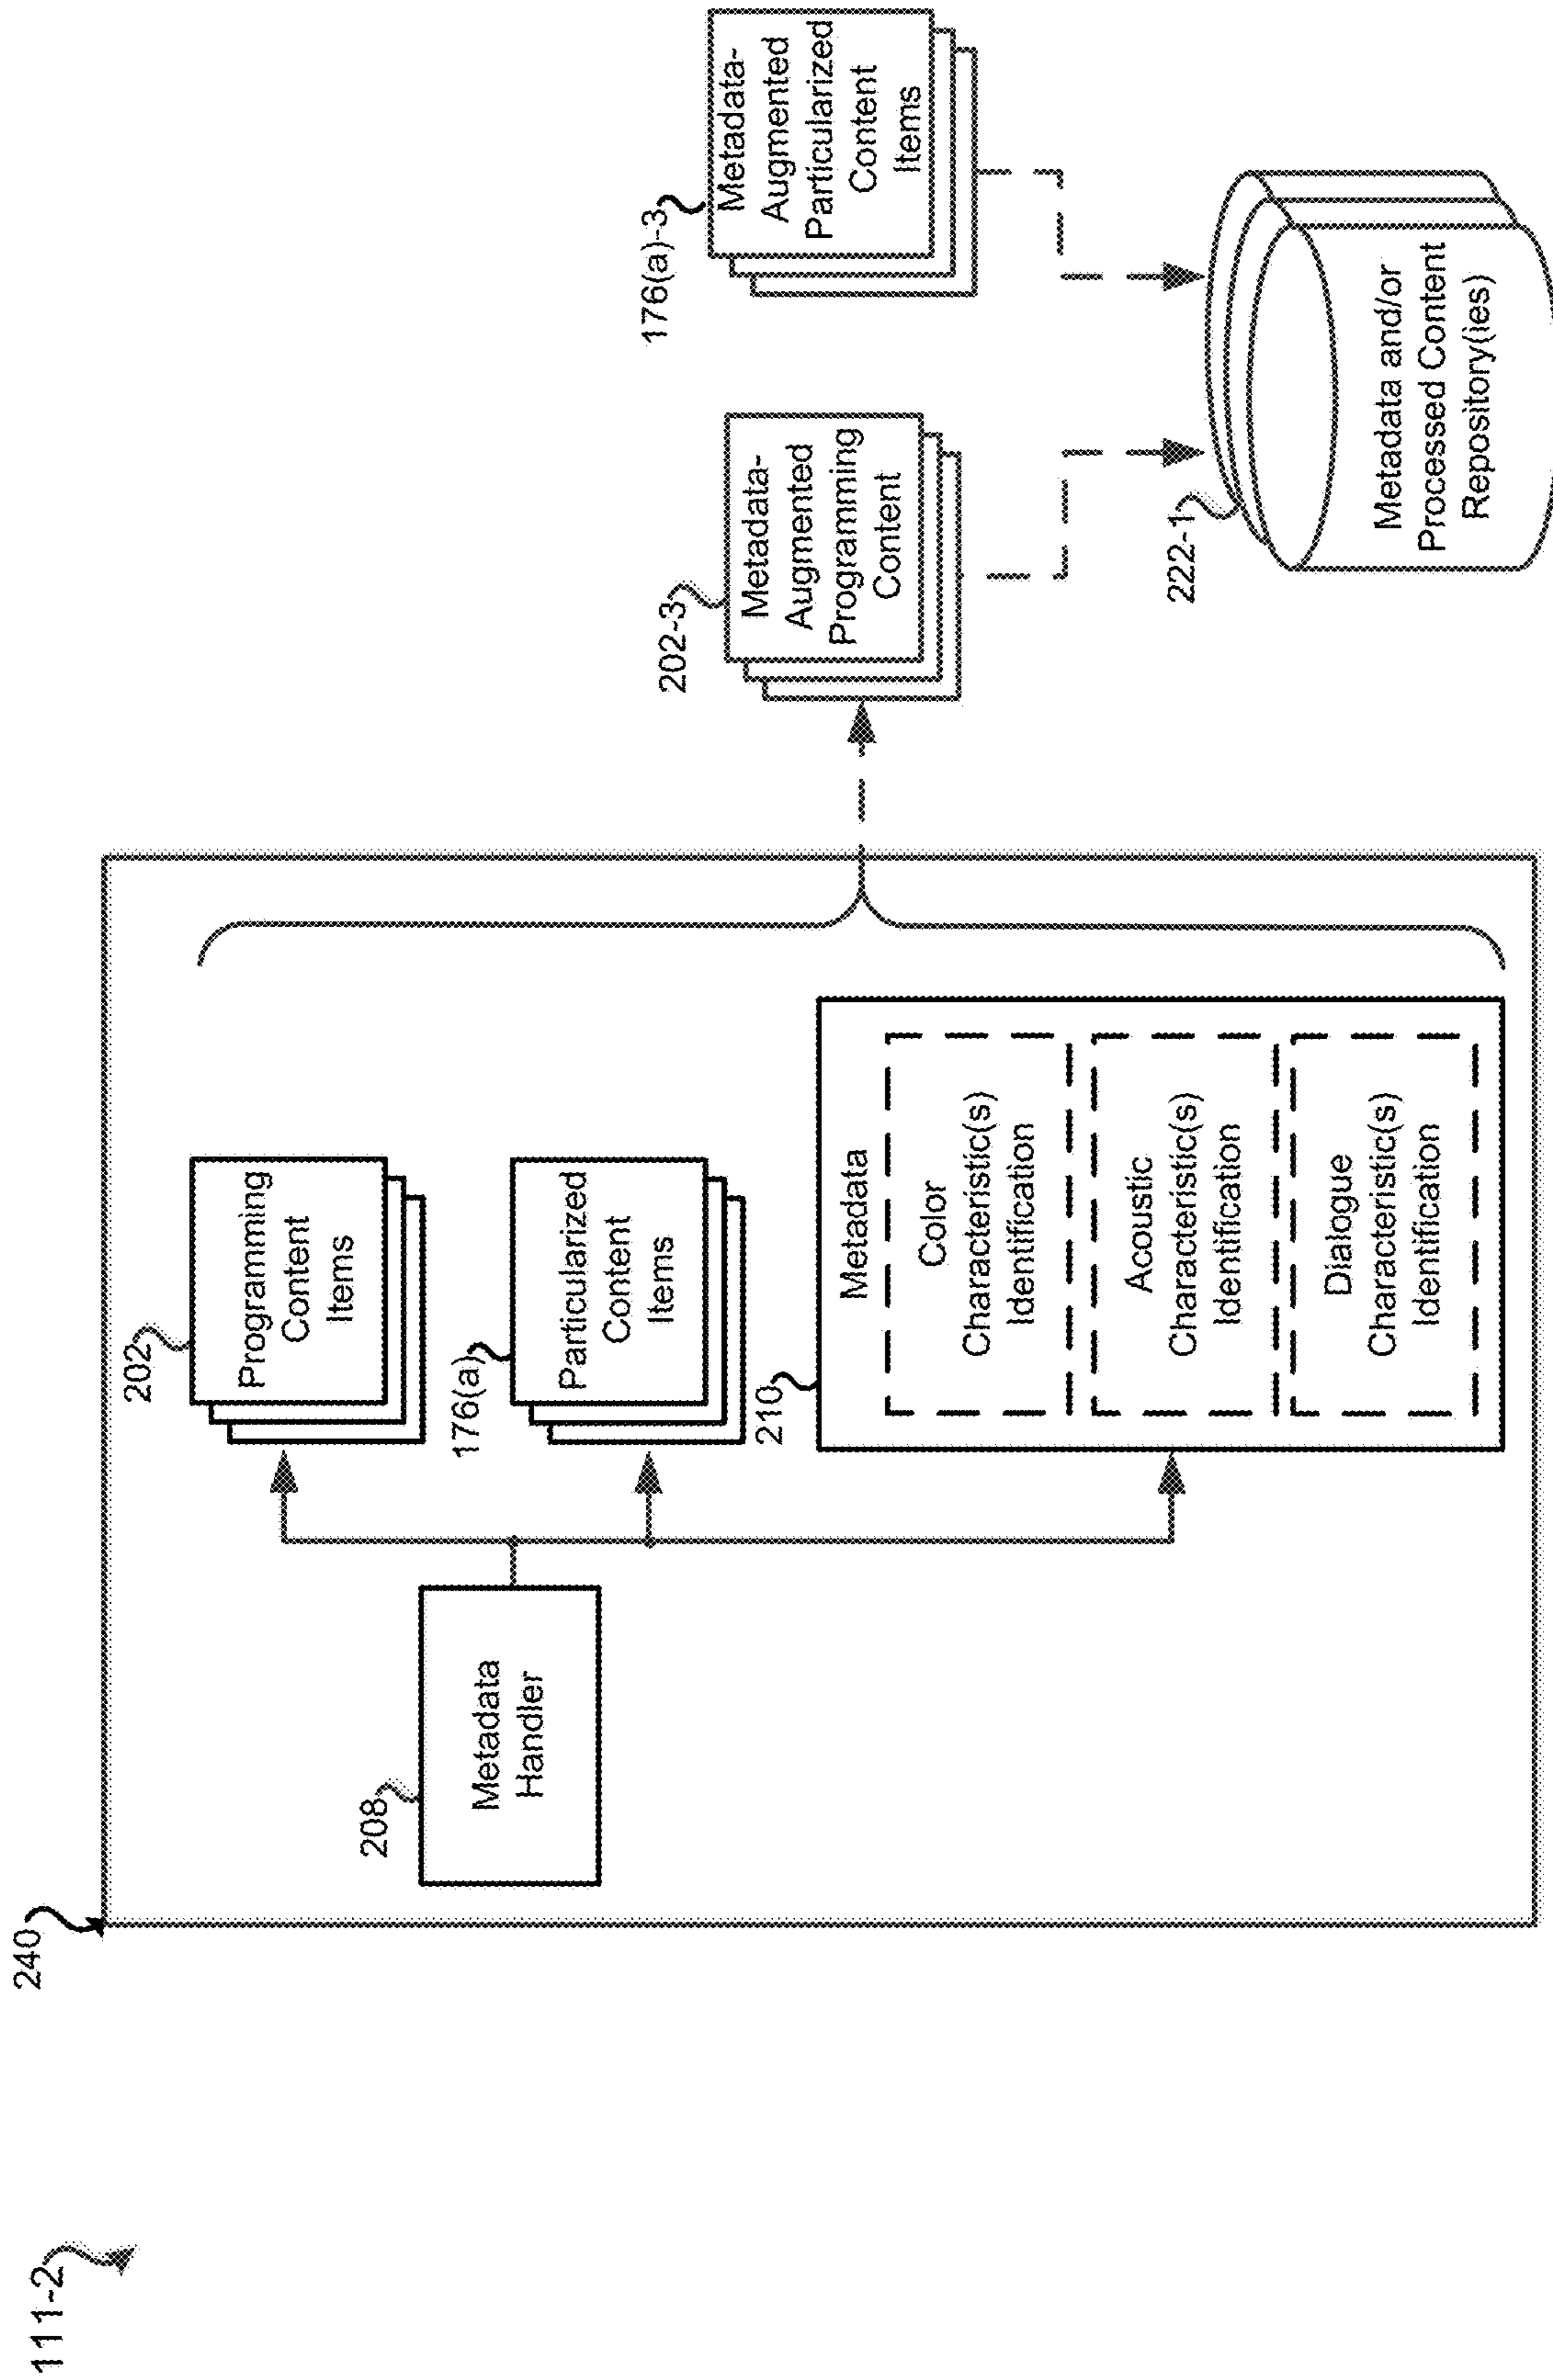 111-2
240
208
Metadata
Handler
202
Programming
Content
Items
176(a)
Particularized
Content
Items
210
Metadata
Color
Characteristic(s)
Identification
Acoustic
Characteristic(s)
Identification
Dialogue
Characteristic(s)
Identification
202-3
Metadata-
Augmented
Programming
Content
176(a)-3
Metadata-
Augmented
Particularized
Content
Items
222-1
Metadata and/or
Processed Content
Repository(ies)